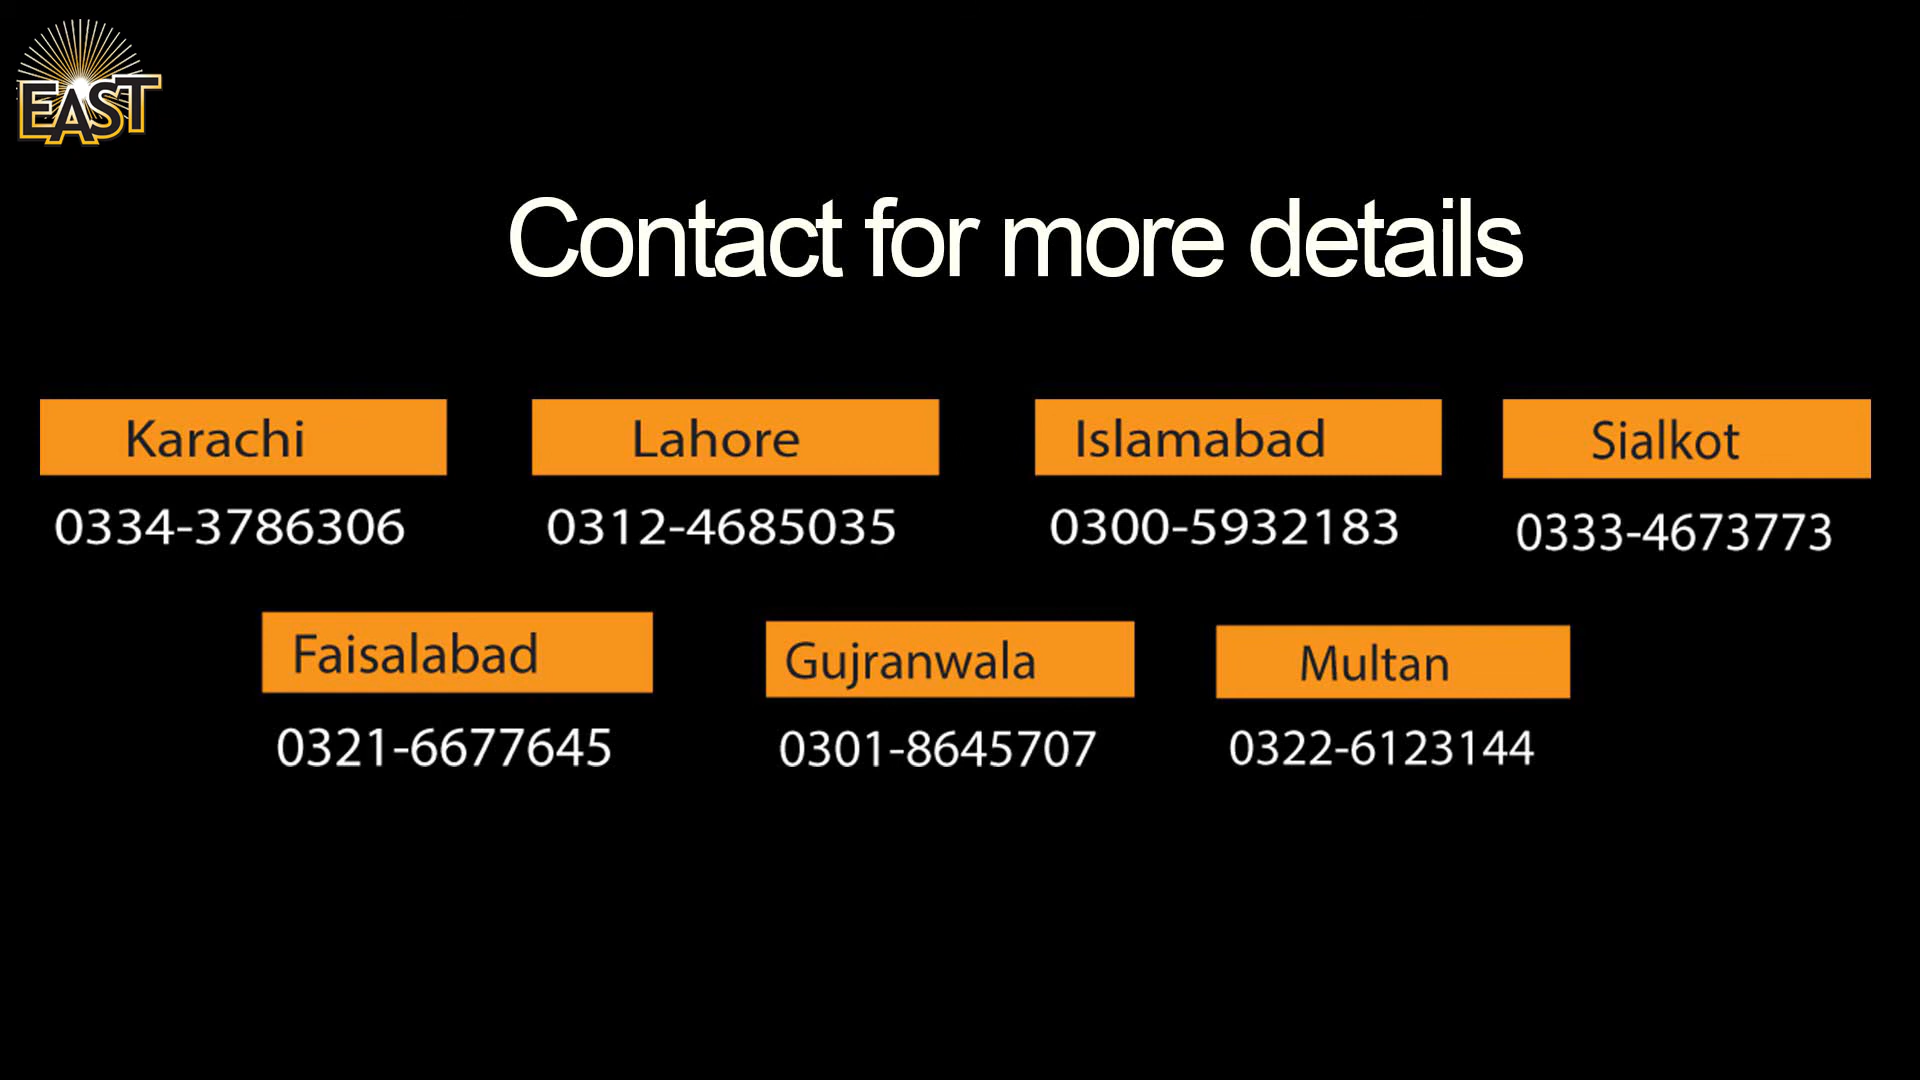 EAST
Contact for more details
Karachi Lahore Islamabad Sialkot
0334-3786306 0312-4685035 0300-5932183 0333-4673773
Faisalabad Gujranwala Multan
0321-6677645 0301-8645707 0322-6123144